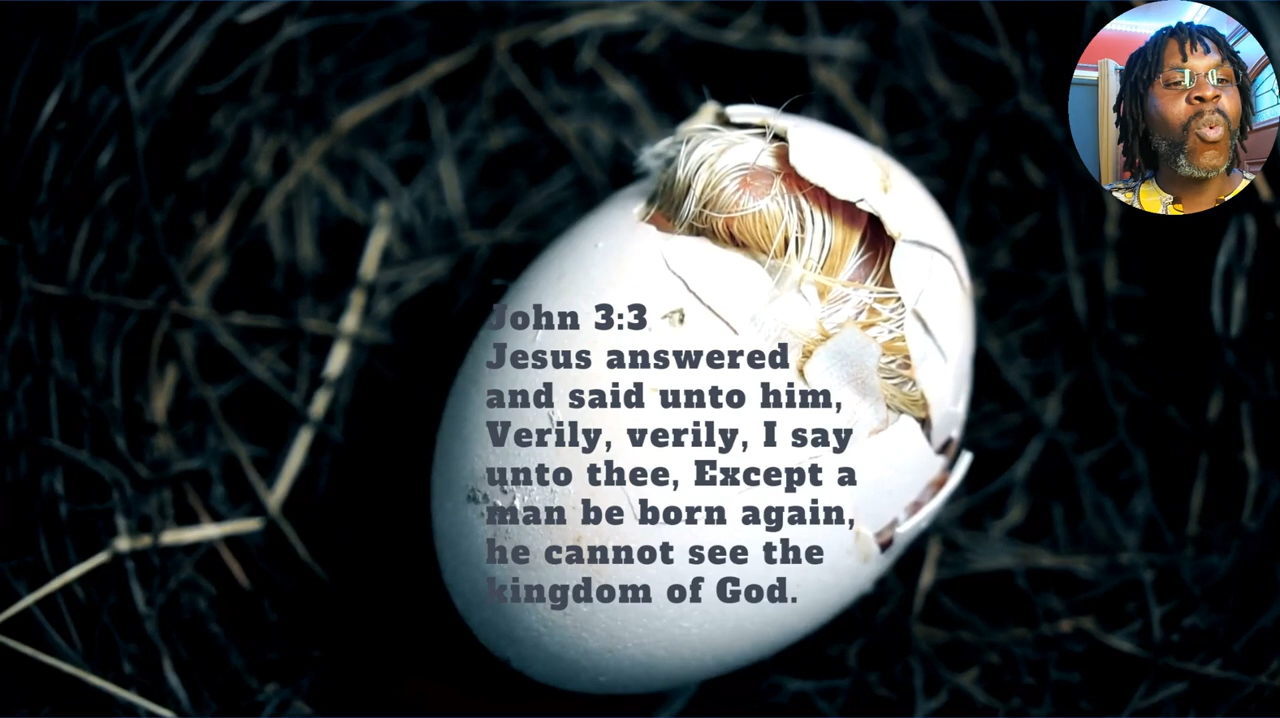 John 3:3
Jesus answered
and said unto him,
Verily, verily, I say
unto thee, Except a
man be born again,
he cannot see the
kingdom of God.